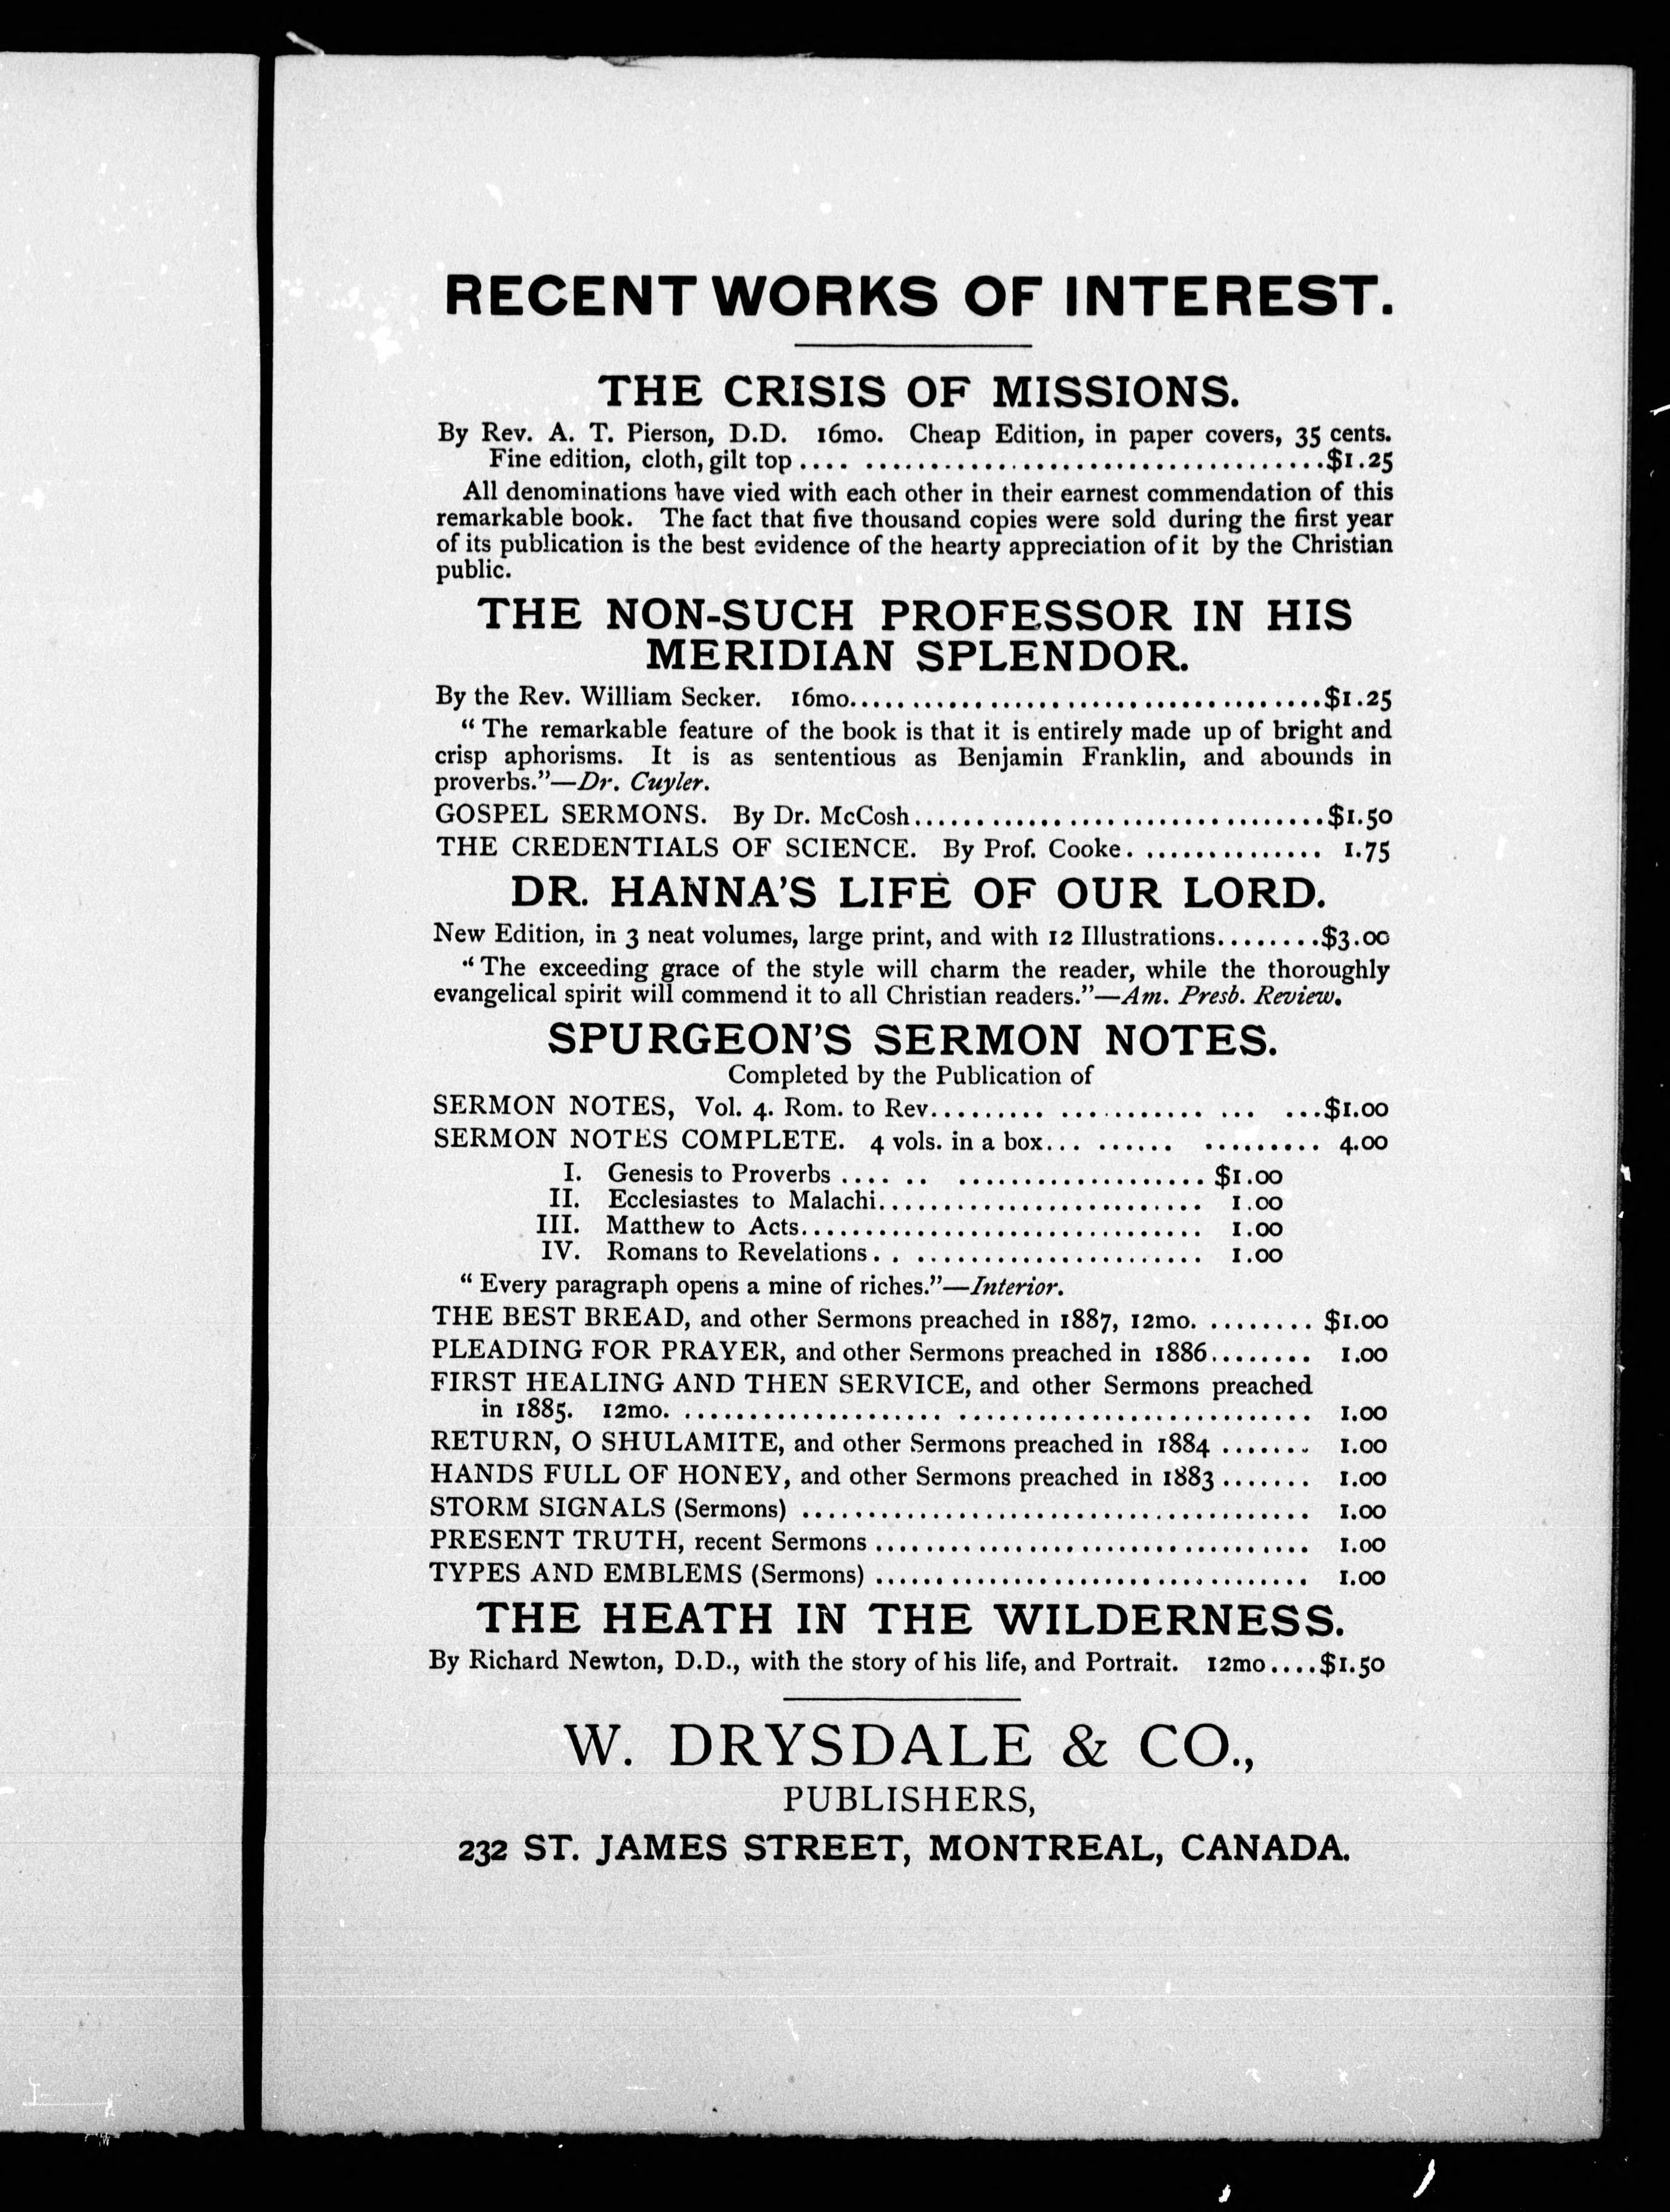 RECENT WORKS OF INTEREST.
THE CRISIS OF MISSIONS.
By Rev. A. T. Pierson, D.D. 16mo. Cheap Edition, in paper covers, 35 cents.
Fine edition, cloth, gilt top .... ....................................$1.25
All denominations have vied with each other in their earnest commendation of this
remarkable book. The fact that five thousand copies were sold during the first year
of its publication is the best evidence of the hearty appreciation of it by the Christian
public.
THE NON-SUCH PROFESSOR IN HIS
MERIDIAN SPLENDOR.
By the Rev. William Secker. 16mo.....................................$1.25
“The remarkable feature of the book is that it is entirely made up of bright and
crisp aphorisms. It is as sententious as Benjamin Franklin, and abounds in
proverbs.”—Dr. Cuyler.
GOSPEL SERMONS. By Dr. McCosh.................................$1.50
THE CREDENTIALS OF SCIENCE. By Prof. Cooke. .............. 1.75
DR. HANNA'S LIFE OF OUR LORD.
New Edition, in 3 neat volumes, large print, and with 12 Illustrations........$3.00
“The exceeding grace of the style will charm the reader, while the thoroughly
evangelical spirit will commend it to all Christian readers.”—Am. Presb. Review.
SPURGEON'S SERMON NOTES.
Completed by the Publication of
SERMON NOTES, Vol. 4. Rom. to Rev......... ........... ... ...$1.00
SERMON NOTES COMPLETE. 4 vols. in a box... ...... ......... 4.00
I. Genesis to Proverbs .... .. ................... $1.00
II. Ecclesiastes to Malachi......................... 1.00
III. Matthew to Acts............................... 1.00
IV. Romans to Revelations. . ...................... 1.00
“Every paragraph opens a mine of riches.”—Interior.
THE BEST BREAD, and other Sermons preached in 1887, 12mo. ........ $1.00
PLEADING FOR PRAYER, and other Sermons preached in 1886........ 1.00
FIRST HEALING AND THEN SERVICE, and other Sermons preached
in 1885. 12mo. .................... ........................... 1.00
RETURN, O SHULAMITE, and other Sermons preached in 1884 ....... 1.00
HANDS FULL OF HONEY, and other Sermons preached in 1883 ....... 1.00
STORM SIGNALS (Sermons) ....................................... 1.00
PRESENT TRUTH, recent Sermons .................................. 1.00
TYPES AND EMBLEMS (Sermons) .................................. 1.00
THE HEATH IN THE WILDERNESS.
By Richard Newton, D.D., with the story of his life, and Portrait. 12mo....$1.50
W. DRYSDALE & CO.,
PUBLISHERS,
232 ST. JAMES STREET, MONTREAL, CANADA.